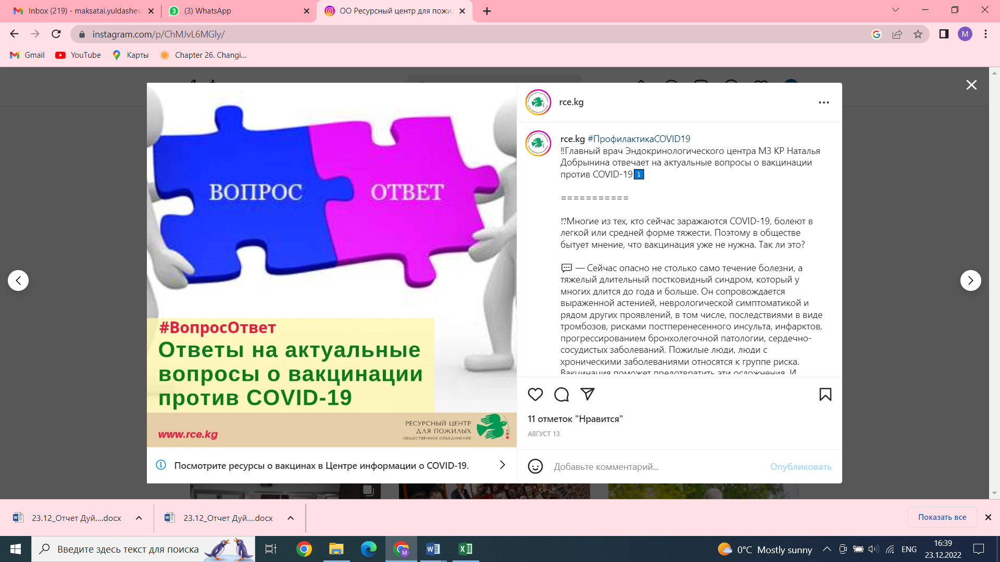 Inbox (219) - maksatai.yuldasheva
(3) WhatsApp
ОО Ресурсный центр для пожи
instagram.com/p/ChMJvL6MGly/
M
Gmail
YouTube
Карты
Chapter 26. Changi...
ВОПРОС
ОТВЕТ
#ВопросОтвет
Ответы на актуальные
вопросы о вакцинации
против COVID-19
www.rce.kg
РЕСУРСНЫЙ ЦЕНТР
ДЛЯ ПОЖИЛЫХ
ОБЩЕСТВЕННОЕ ОБЪЕДИНЕНИЕ
Посмотрите ресурсы о вакцинах в Центре информации о COVID-19.
rce.kg
rce.kg #ПрофилактикаCOVID19
‼Главный врач Эндокринологического центра МЗ КР Наталья
Добрынина отвечает на актуальные вопросы о вакцинации
против COVID-19⤵
===========
⁉Многие из тех, кто сейчас заражаются COVID-19, болеют в
легкой или средней форме тяжести. Поэтому в обществе
бытует мнение, что вакцинация уже не нужна. Так ли это?
💬 — Сейчас опасно не столько само течение болезни, а
тяжелый длительный постковидный синдром, который у
многих длится до года и больше. Он сопровождается
выраженной астенией, неврологической симптоматикой и
рядом других проявлений, в том числе, последствиями в виде
тромбозов, рисками постперенесенного инсульта, инфарктов,
прогрессированием бронхолегочной патологии, сердечно-
сосудистых заболеваний. Пожилые люди, люди с
хроническими заболеваниями относятся к группе риска.
Вакцинация поможет предотвратить эти осложнения. И
11 отметок "Нравится"
АВГУСТ 13
Добавьте комментарий...
Опубликовать
23.12_Отчет Дуй....docx
23.12_Отчет Дуй....docx
Показать все
Введите здесь текст для поиска
0°C Mostly sunny
ENG
16:39
23.12.2022